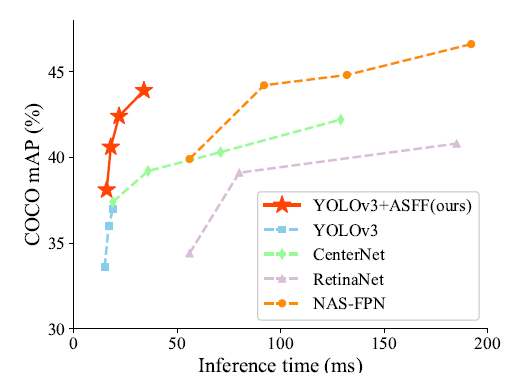 45
40
35
30
COCO mAP (%)
0
50
100
150
200
Inference time (ms)
YOLOv3+ASFF(ours)
YOLOv3
CenterNet
RetinaNet
NAS-FPN